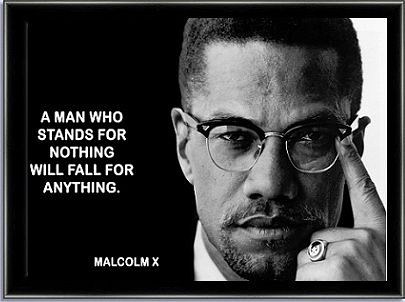 A MAN WHO
STANDS FOR
NOTHING
WILL FALL FOR
ANYTHING.
MALCOLM X